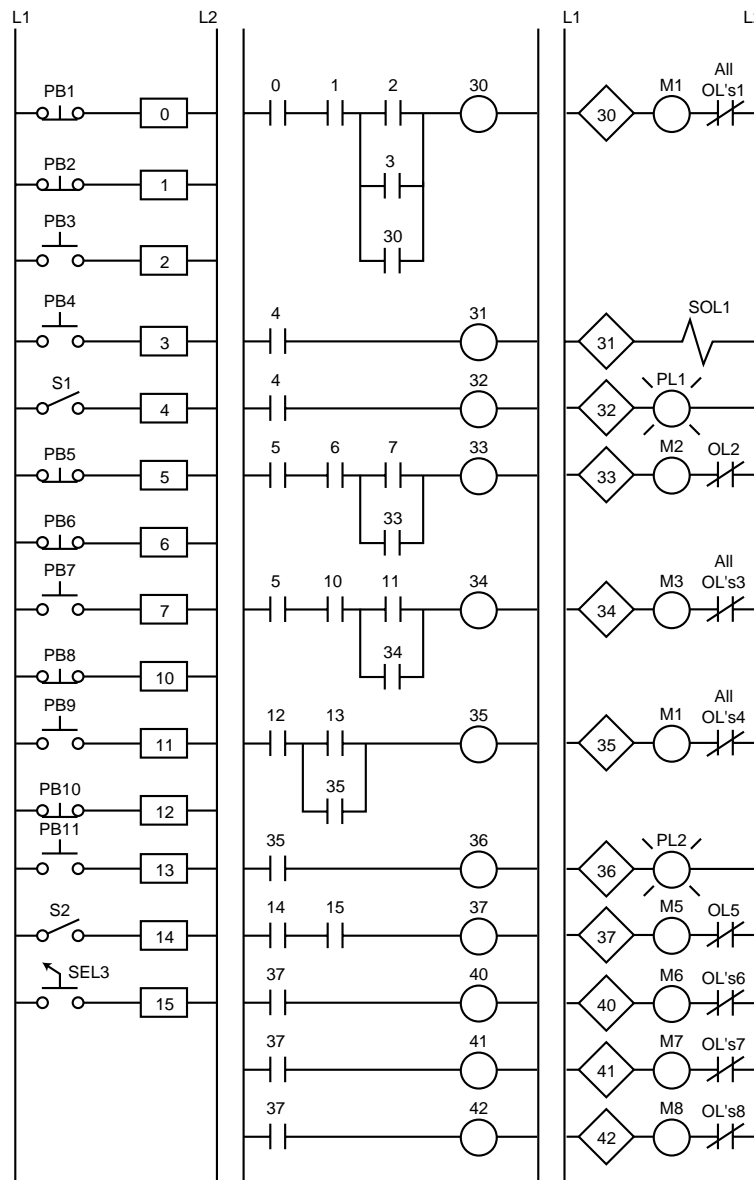 L1 L2 L1 L
PB1 0 0 1 2 30 30 M1 All OL's1
PB2 1 3
PB3 2 30
PB4 3 4 31 31 SOL1
S1 4 4 32 32 PL1
PB5 5 5 6 7 33 33 M2 OL2
PB6 6 33
PB7 7 5 10 11 34 34 M3 All OL's3
PB8 10 34
PB9 11 12 13 35 35 M1 All OL's4
PB10 12 35
PB11 13 35 36 36 PL2
S2 14 14 15 37 37 M5 OL5
SEL3 15 37 40 40 M6 OL's6
37 41 41 M7 OL's7
37 42 42 M8 OL's8